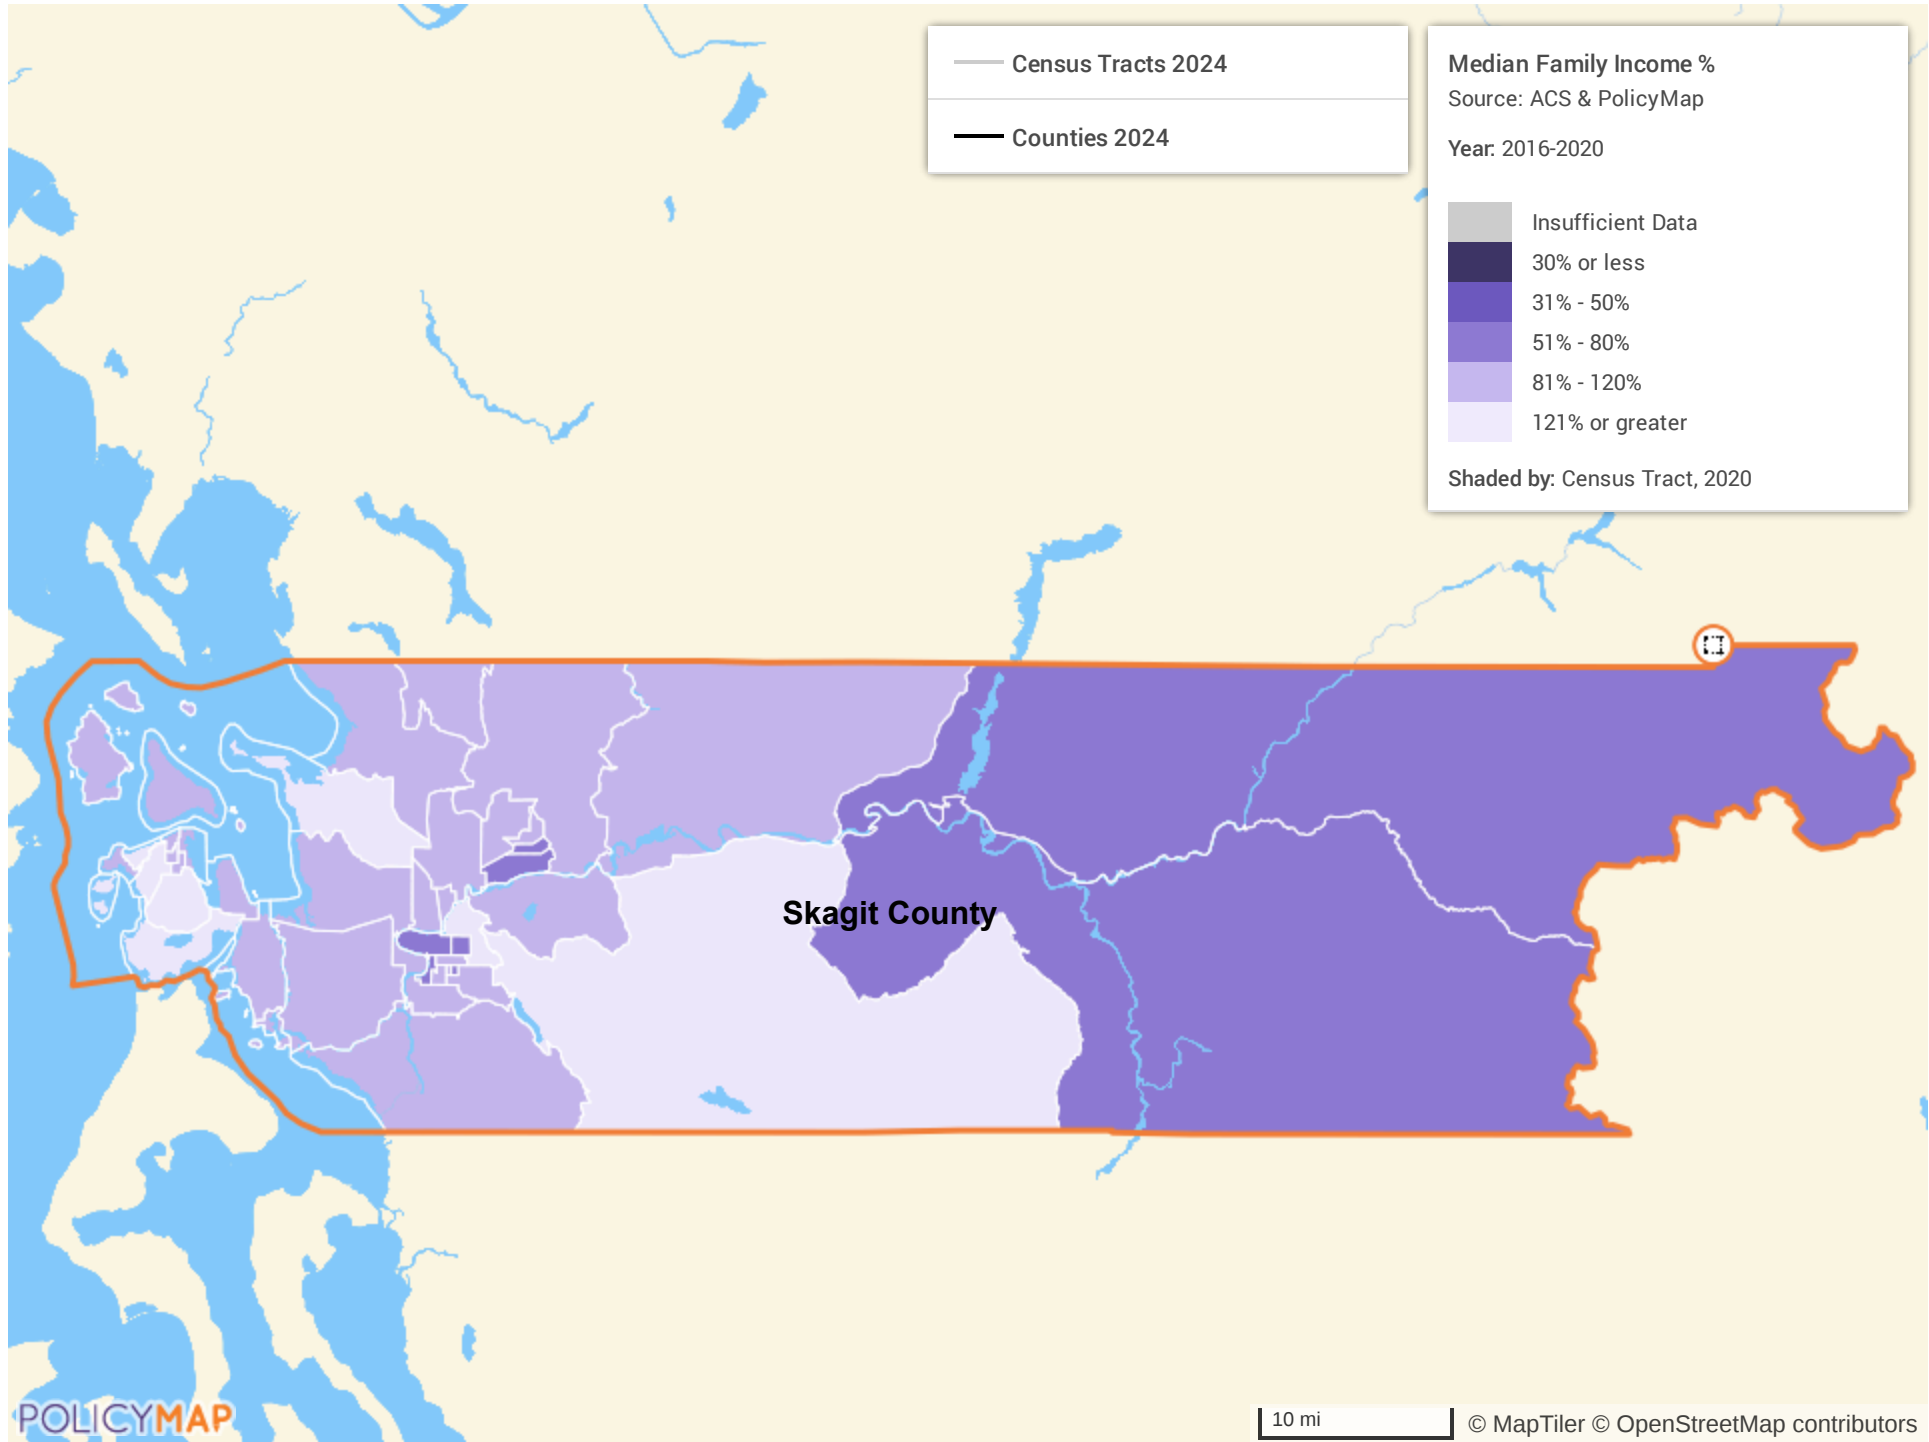 Census Tracts 2024
Counties 2024
Median Family Income %
Source: ACS & PolicyMap
Year: 2016-2020
Insufficient Data
30% or less
31% - 50%
51% - 80%
81% - 120%
121% or greater
Shaded by: Census Tract, 2020
Skagit County
POLICYMAP
10 mi
© MapTiler © OpenStreetMap contributors